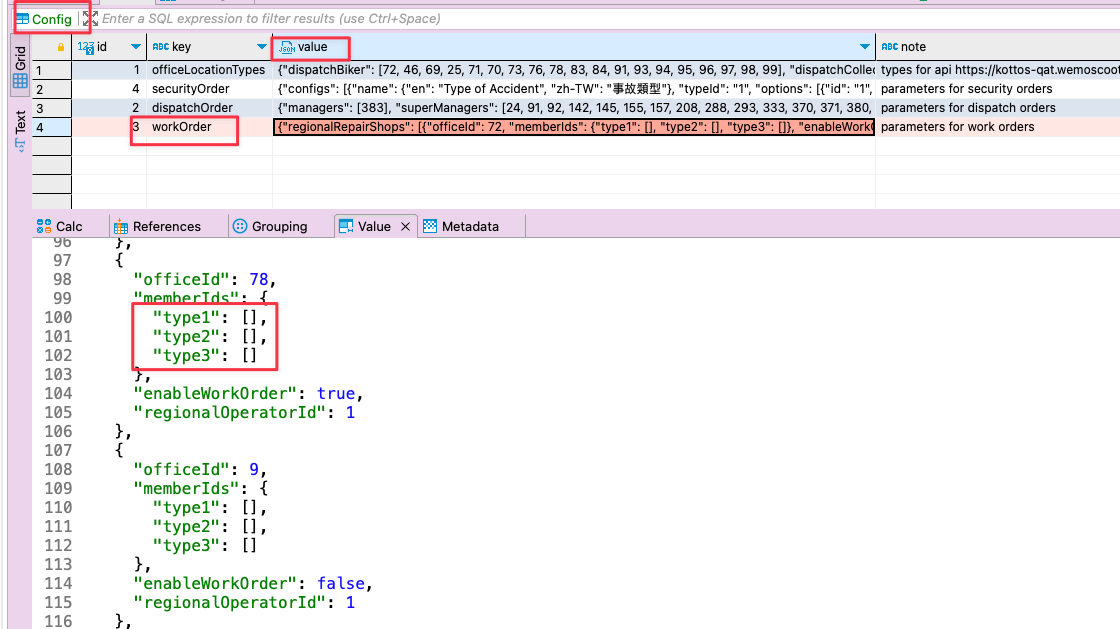 Config Enter a SQL expression to filter results (use Ctrl+Space)
Grid
Text
123 id ABC key JSON value ABC note
1 1 officeLocationTypes {"dispatchBiker": [72, 46, 69, 25, 71, 70, 73, 76, 78, 83, 84, 91, 93, 94, 95, 96, 97, 98, 99], "dispatchCollec types for api https://kottos-qat.wemoscoot
2 4 securityOrder {"configs": [{"name": {"en": "Type of Accident", "zh-TW": "事故類型"}, "typeId": "1", "options": [{"id": "1", parameters for security orders
3 2 dispatchOrder {"managers": [383], "superManagers": [24, 91, 92, 142, 145, 155, 157, 208, 288, 293, 333, 370, 371, 380, parameters for dispatch orders
4 3 workOrder {"regionalRepairShops": [{"officeId": 72, "memberIds": {"type1": [], "type2": [], "type3": []}, "enableWork parameters for work orders
Calc References Grouping Value Metadata
96 },
97 {
98 "officeId": 78,
99 "memberIds": {
100 "type1": [],
101 "type2": [],
102 "type3": []
103 },
104 "enableWorkOrder": true,
105 "regionalOperatorId": 1
106 },
107 {
108 "officeId": 9,
109 "memberIds": {
110 "type1": [],
111 "type2": [],
112 "type3": []
113 },
114 "enableWorkOrder": false,
115 "regionalOperatorId": 1
116 },